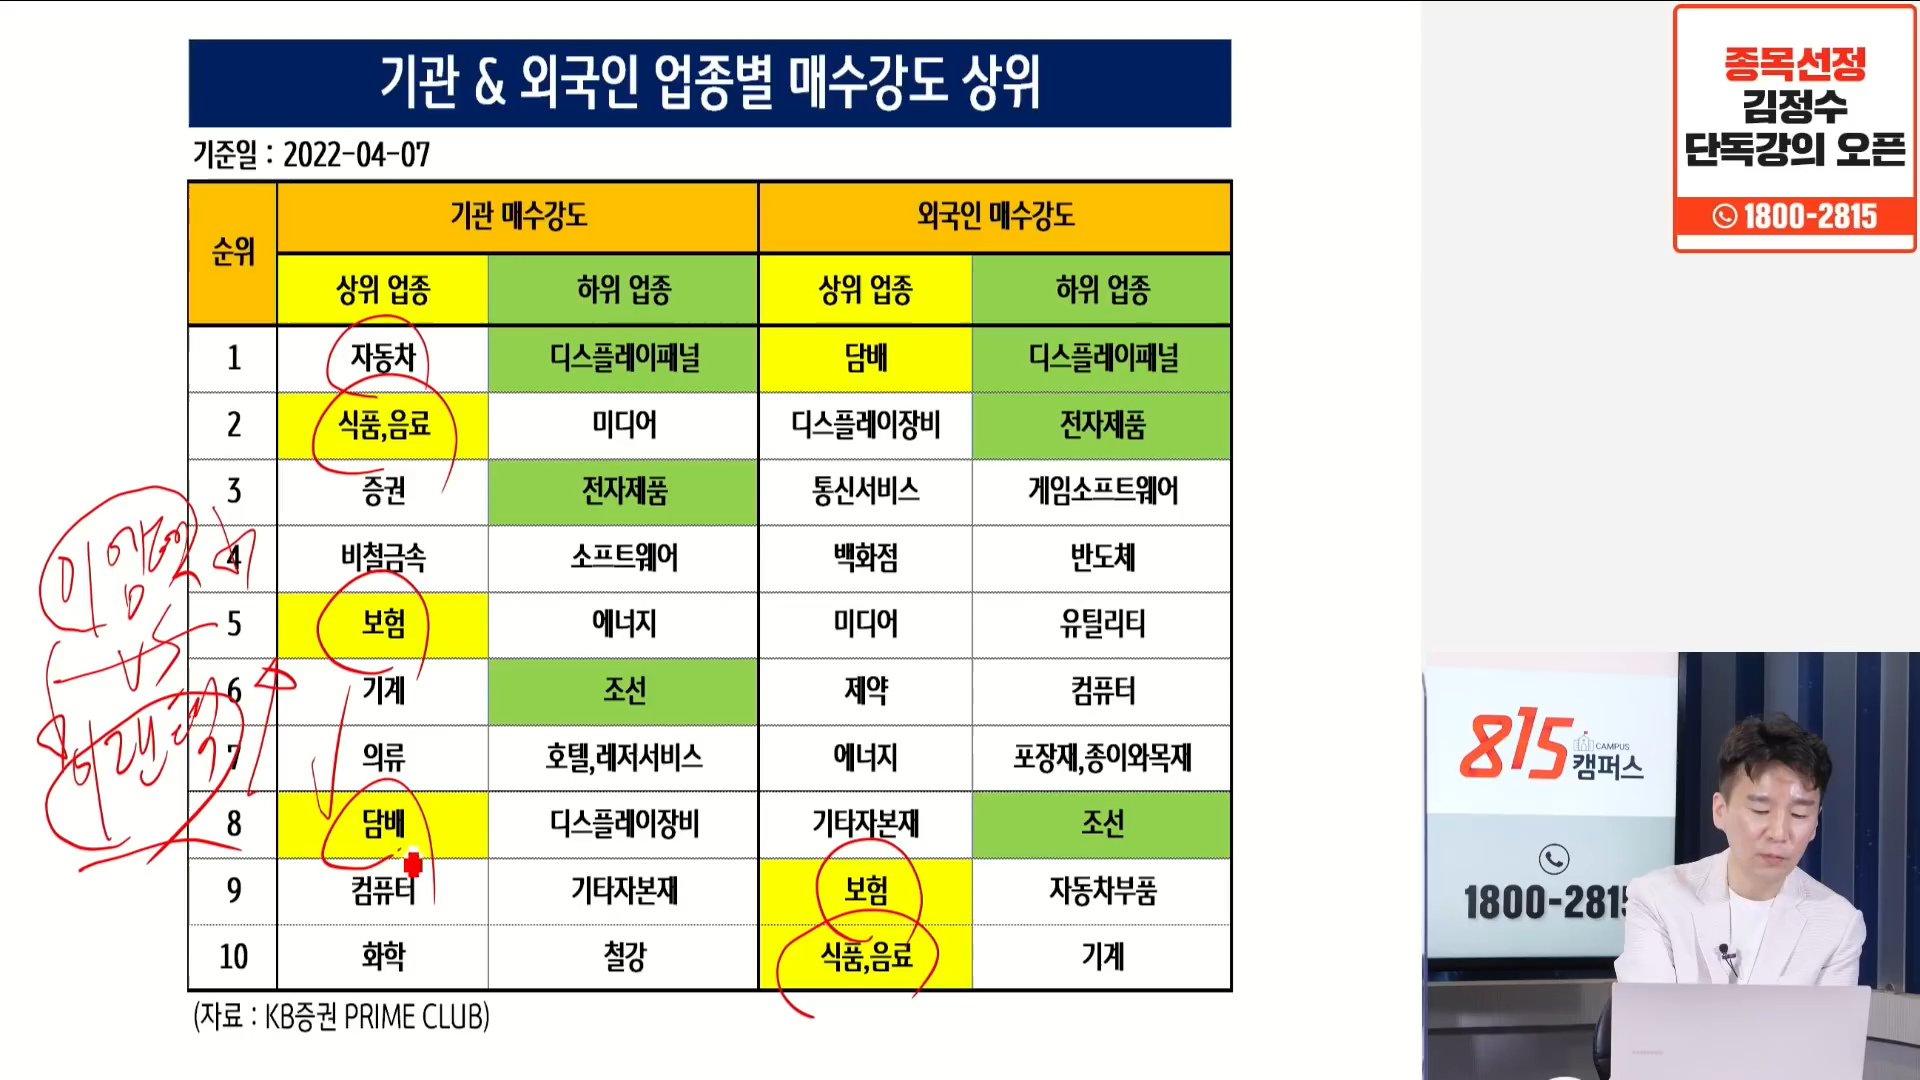 기관 & 외국인 업종별 매수강도 상위
기준일 : 2022-04-07
순위 기관 매수강도 외국인 매수강도
상위 업종 하위 업종 상위 업종 하위 업종
1 자동차 디스플레이패널 담배 디스플레이패널
2 식품,음료 미디어 디스플레이장비 전자제품
3 증권 전자제품 통신서비스 게임소프트웨어
4 비철금속 소프트웨어 백화점 반도체
5 보험 에너지 미디어 유틸리티
6 기계 조선 제약 컴퓨터
7 의류 호텔,레저서비스 에너지 포장재,종이와목재
8 담배 디스플레이장비 기타자본재 조선
9 컴퓨터 기타자본재 보험 자동차부품
10 화학 철강 식품,음료 기계
(자료 : KB증권 PRIME CLUB)
종목선정
김정수
단독강의 오픈
1800-2815
815 CAMPUS
캠퍼스
1800-2815